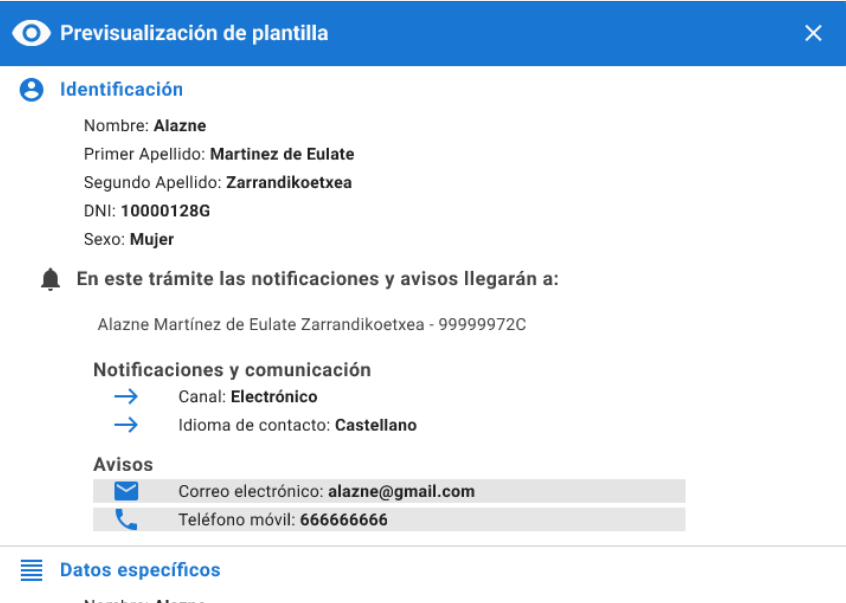 Previsualización de plantilla
Identificación
Nombre: Alazne
Primer Apellido: Martinez de Eulate
Segundo Apellido: Zarrandikoetxea
DNI: 10000128G
Sexo: Mujer
En este trámite las notificaciones y avisos llegarán a:
Alazne Martínez de Eulate Zarrandikoetxea - 99999972C
Notificaciones y comunicación
Canal: Electrónico
Idioma de contacto: Castellano
Avisos
Correo electrónico: alazne@gmail.com
Teléfono móvil: 666666666
Datos específicos
Nombre: Alazne